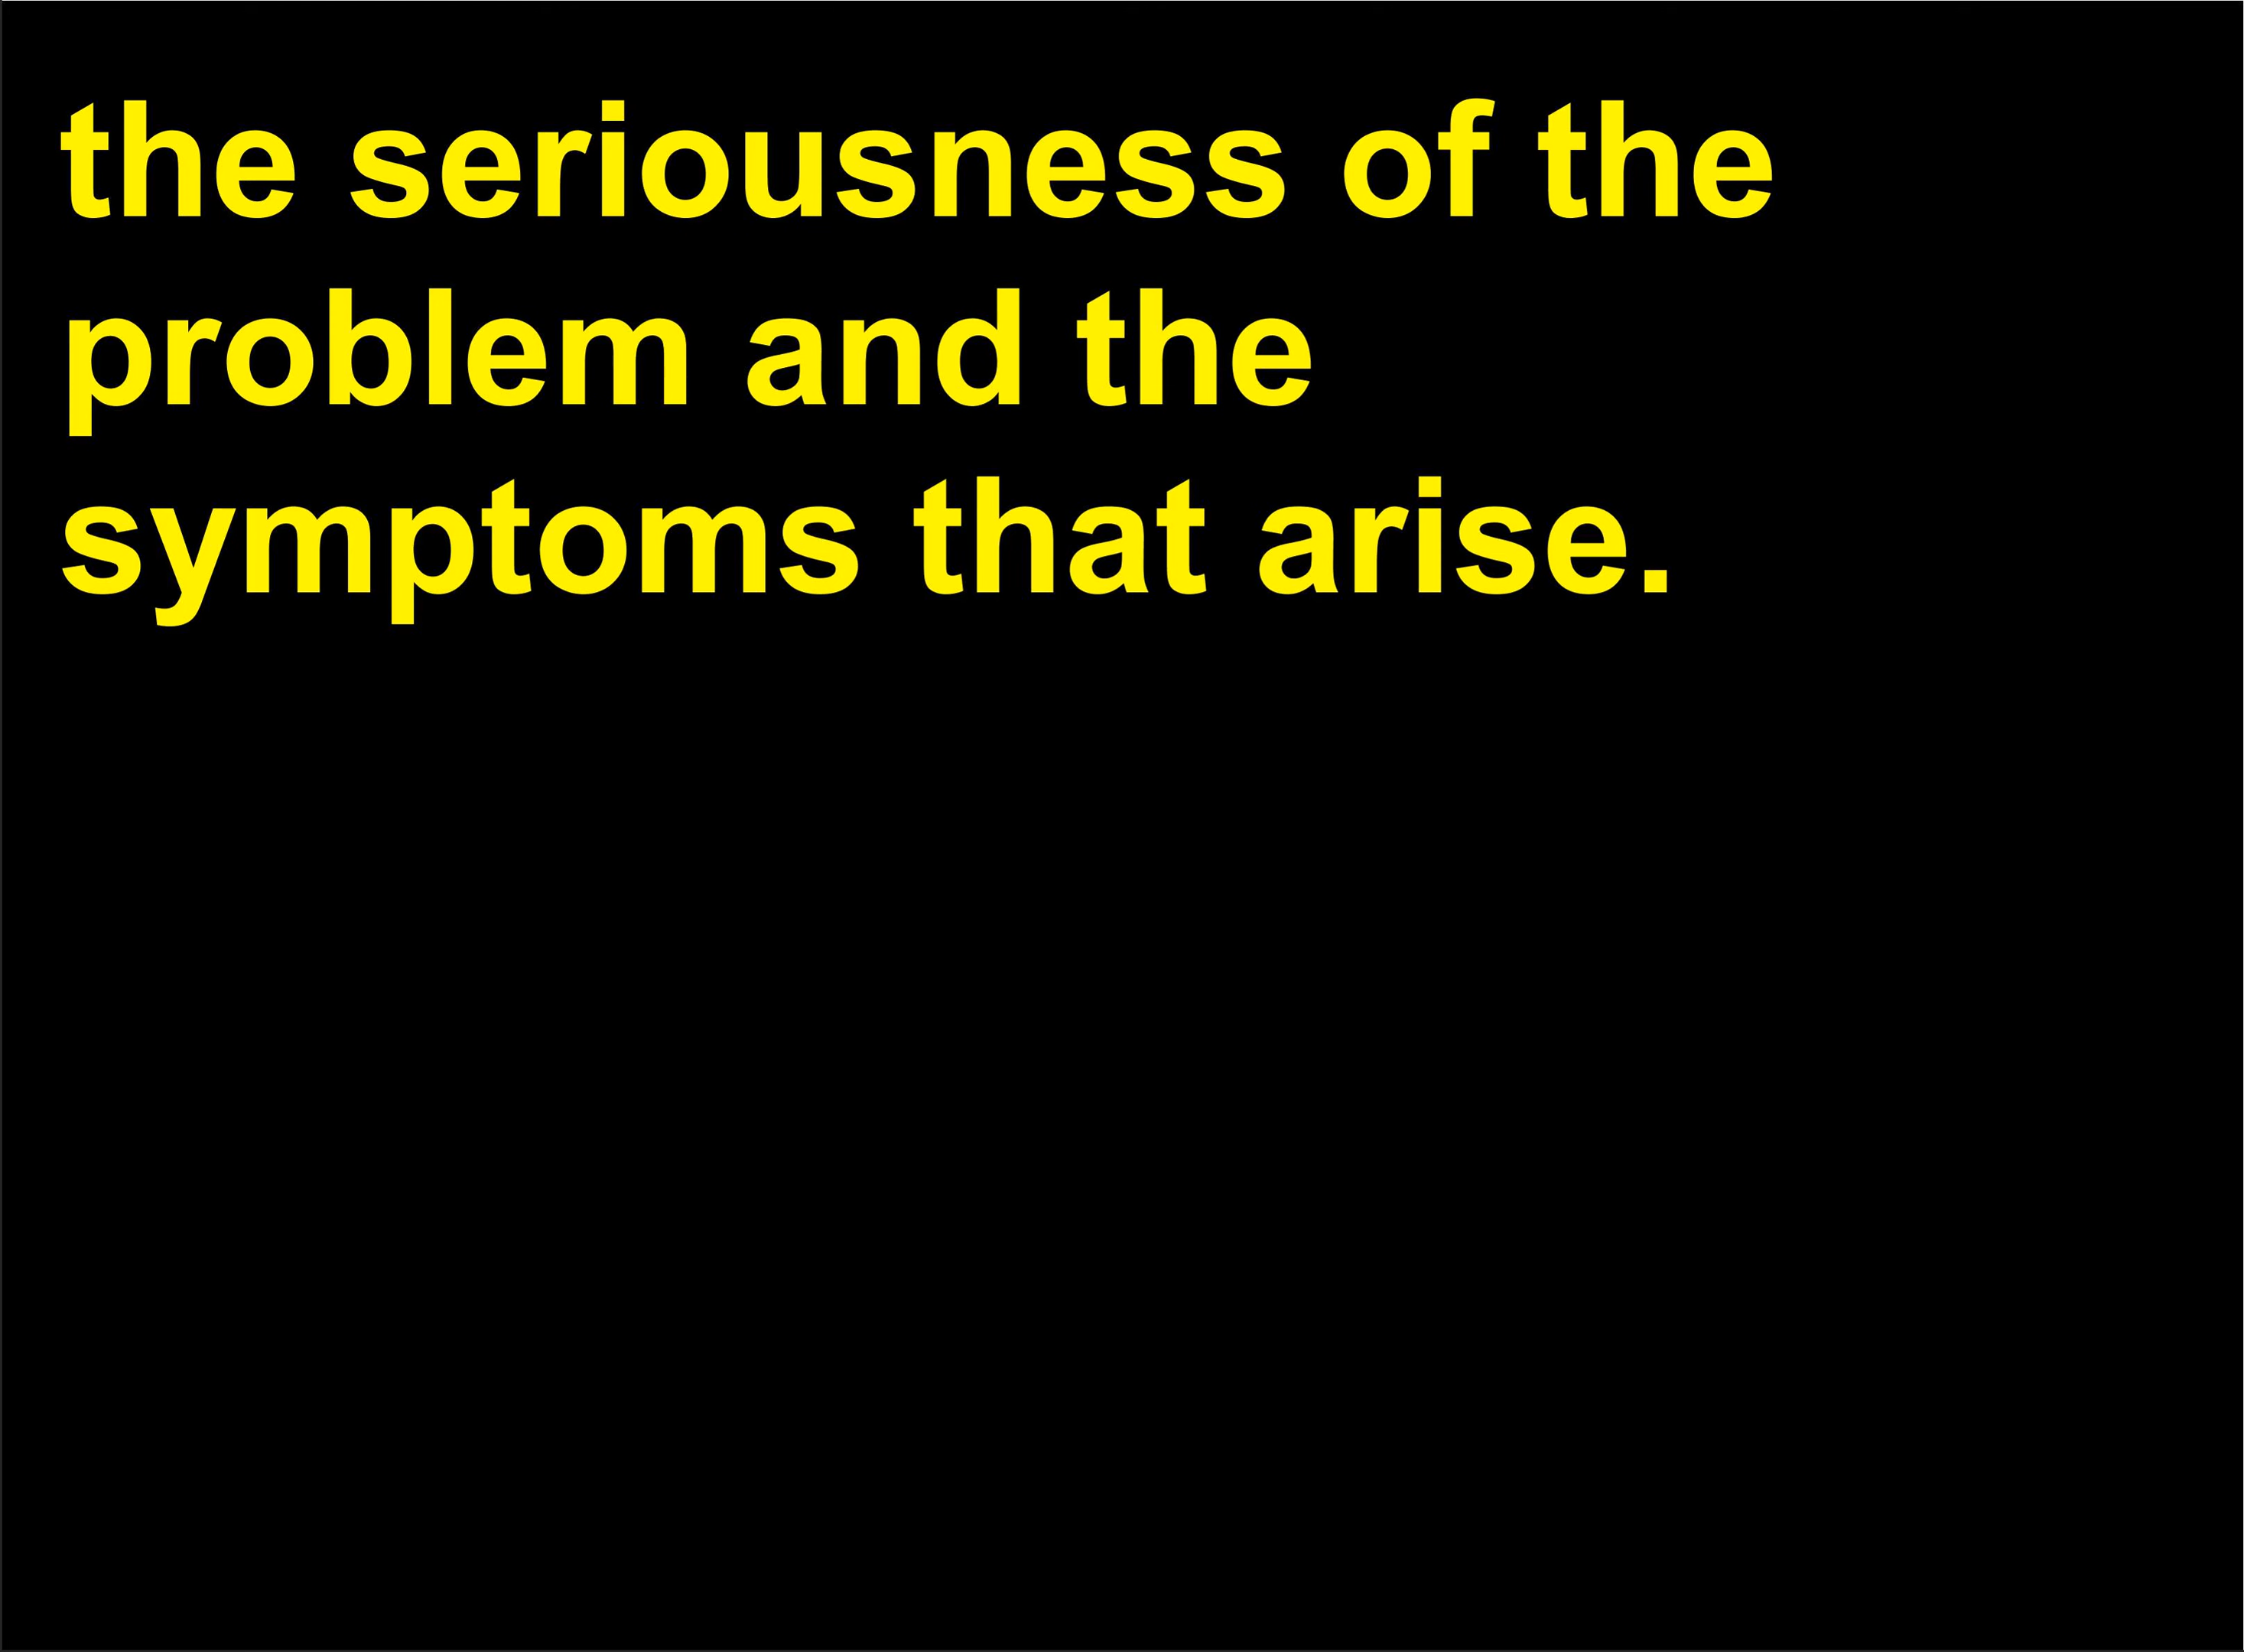 the seriousness of the
problem and the
symptoms that arise.